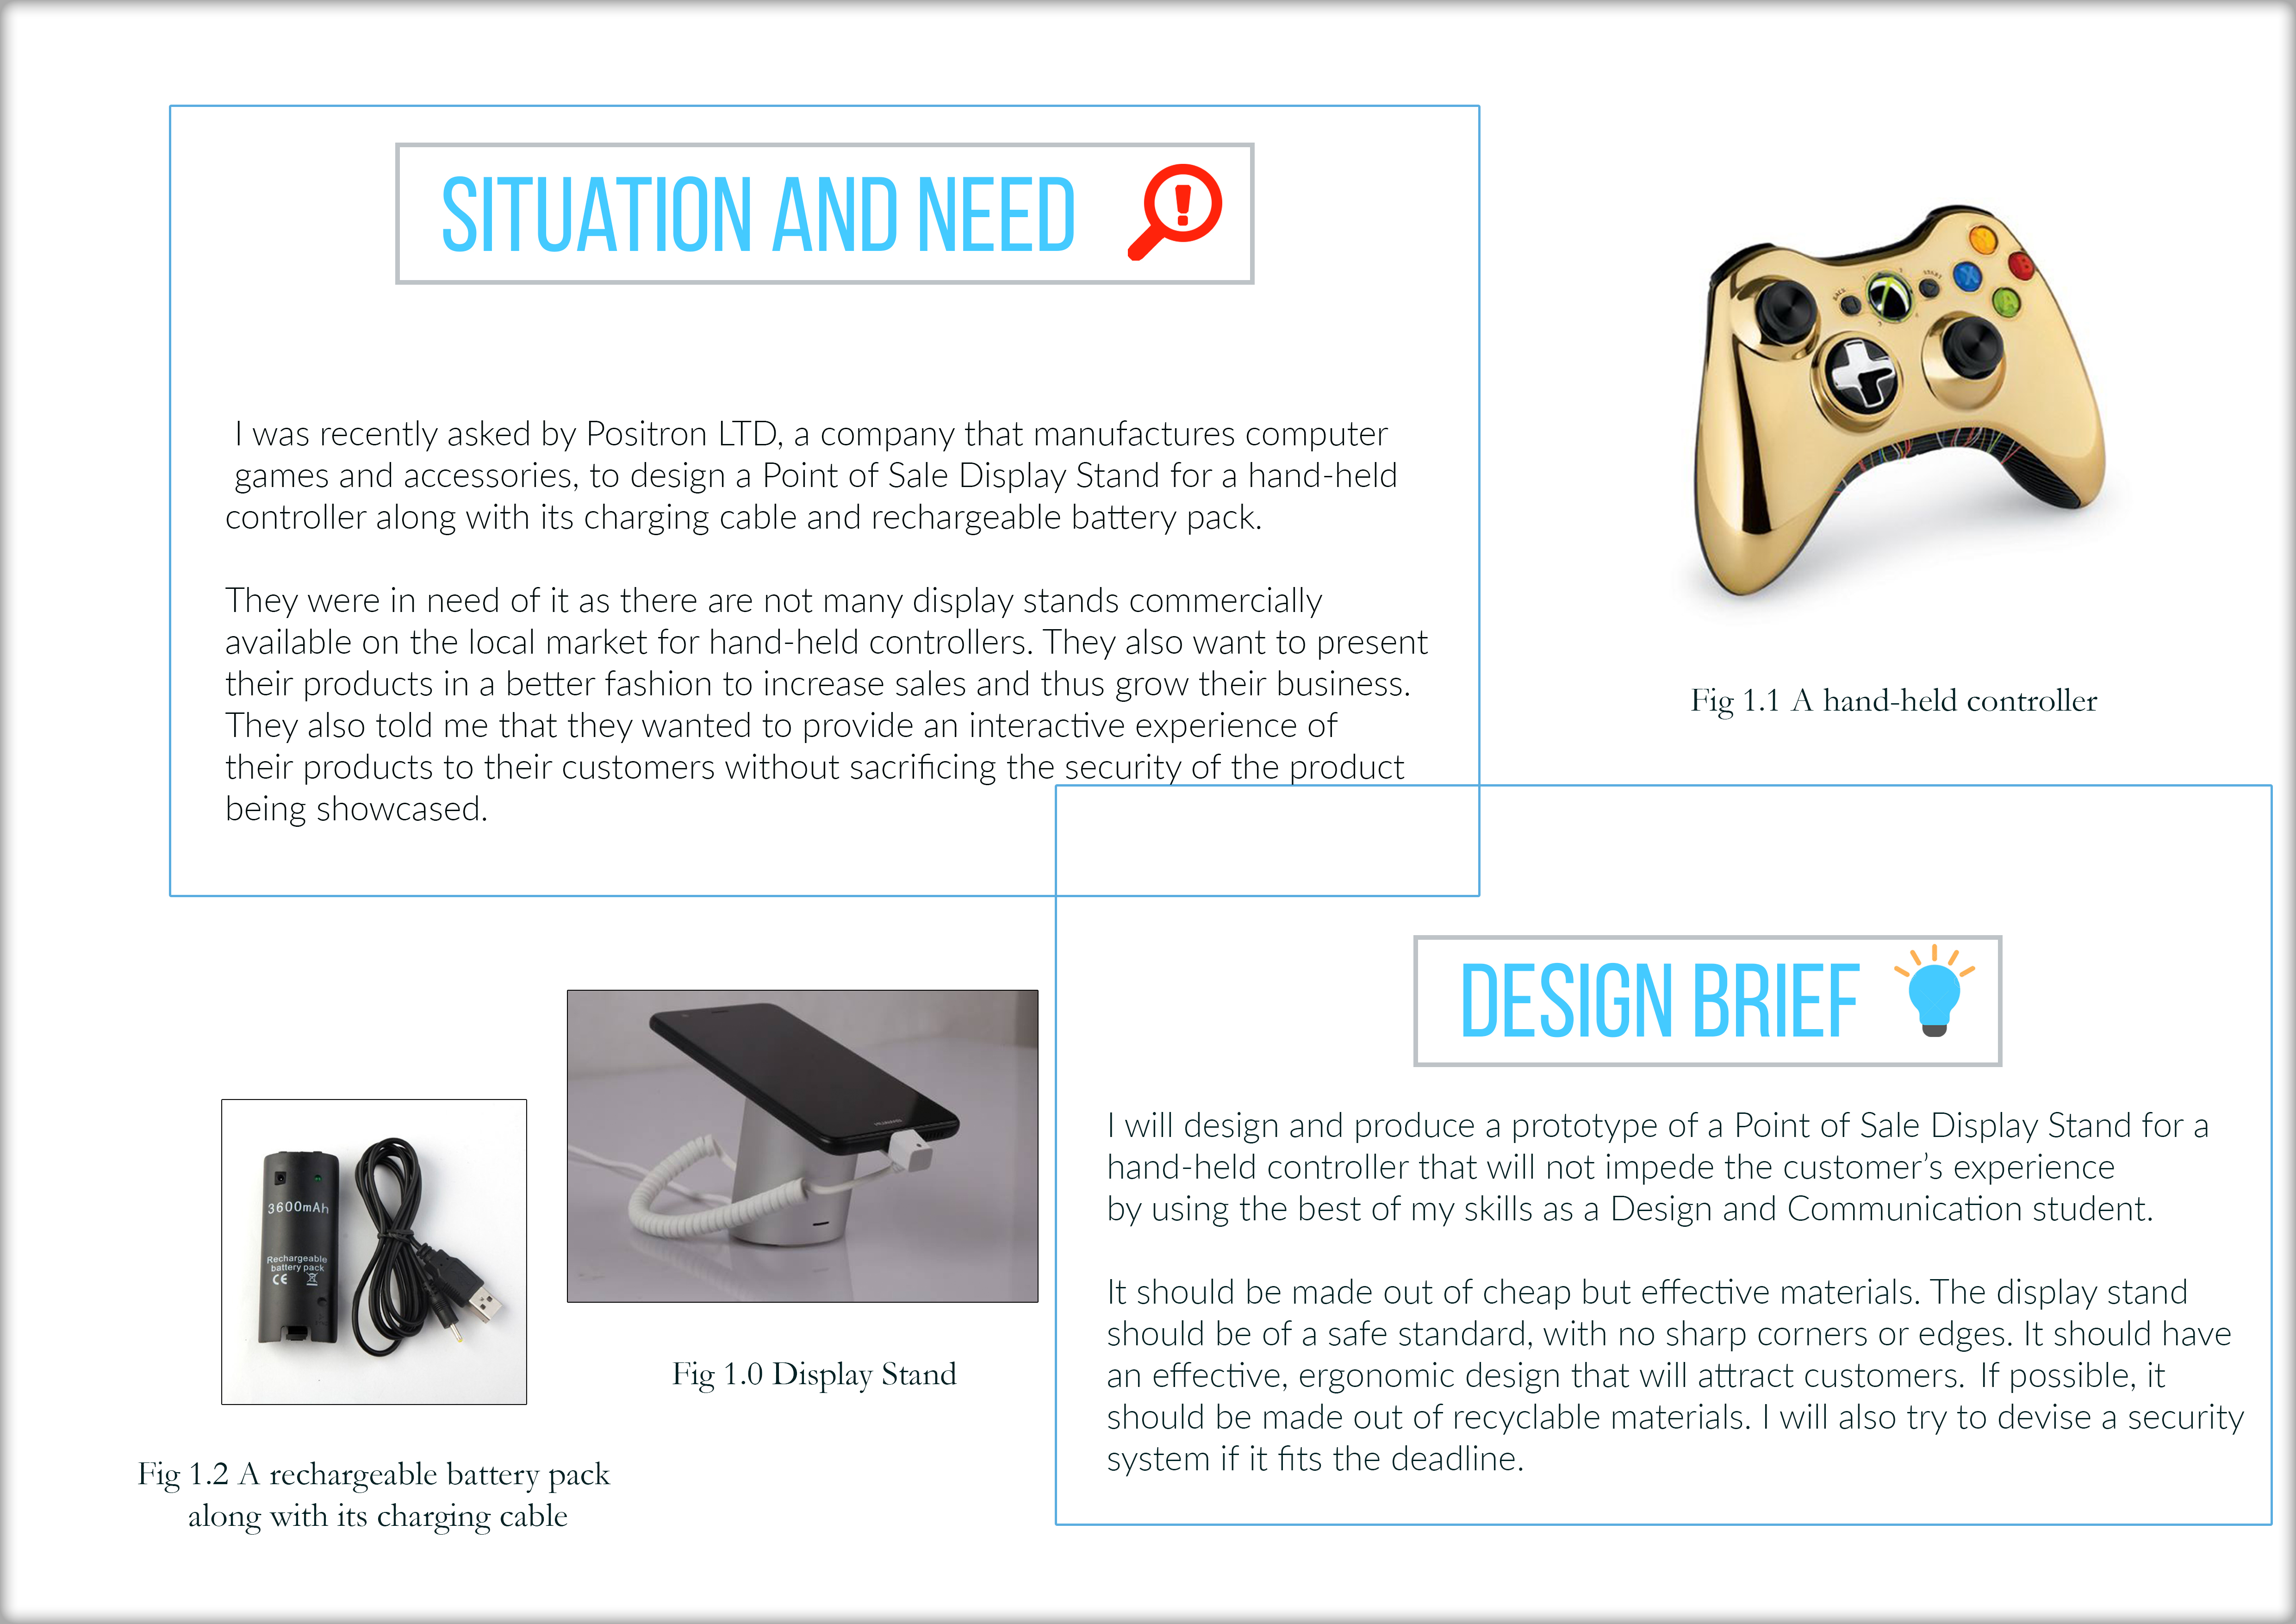 SITUATION AND NEED
I was recently asked by Positron LTD, a company that manufactures computer
games and accessories, to design a Point of Sale Display Stand for a hand-held
controller along with its charging cable and rechargeable battery pack.
They were in need of it as there are not many display stands commercially
available on the local market for hand-held controllers. They also want to present
their products in a better fashion to increase sales and thus grow their business.
They also told me that they wanted to provide an interactive experience of
their products to their customers without sacrificing the security of the product
being showcased.
BACK
START
Y
X
B
A
Fig 1.1 A hand-held controller
DESIGN BRIEF
I will design and produce a prototype of a Point of Sale Display Stand for a
hand-held controller that will not impede the customer’s experience
by using the best of my skills as a Design and Communication student.
It should be made out of cheap but effective materials. The display stand
should be of a safe standard, with no sharp corners or edges. It should have
an effective, ergonomic design that will attract customers. If possible, it
should be made out of recyclable materials. I will also try to devise a security
system if it fits the deadline.
HUAWEI
Fig 1.0 Display Stand
3600mAh
Rechargeable
battery pack
CE
Fig 1.2 A rechargeable battery pack
along with its charging cable